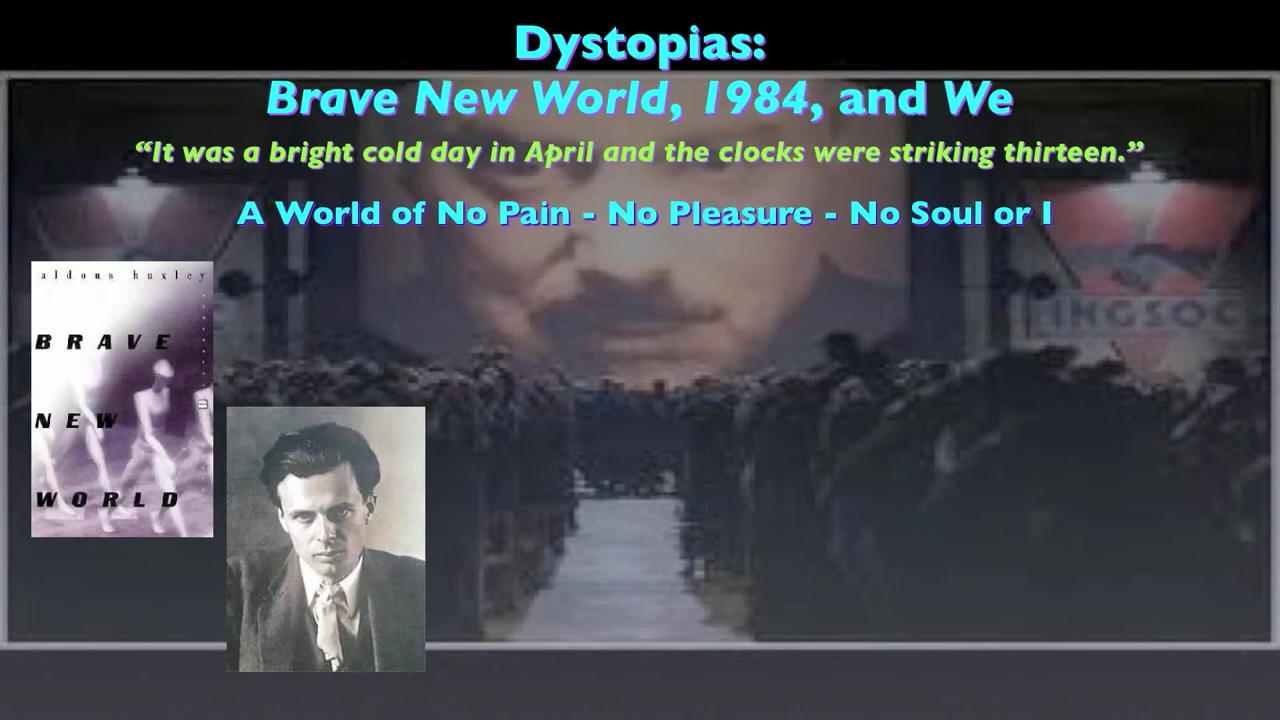 Dystopias:
Brave New World, 1984, and We
“It was a bright cold day in April and the clocks were striking thirteen.”
A World of No Pain - No Pleasure - No Soul or I
aldous huxley
BRAVE
NEW
WORLD
INGSOC